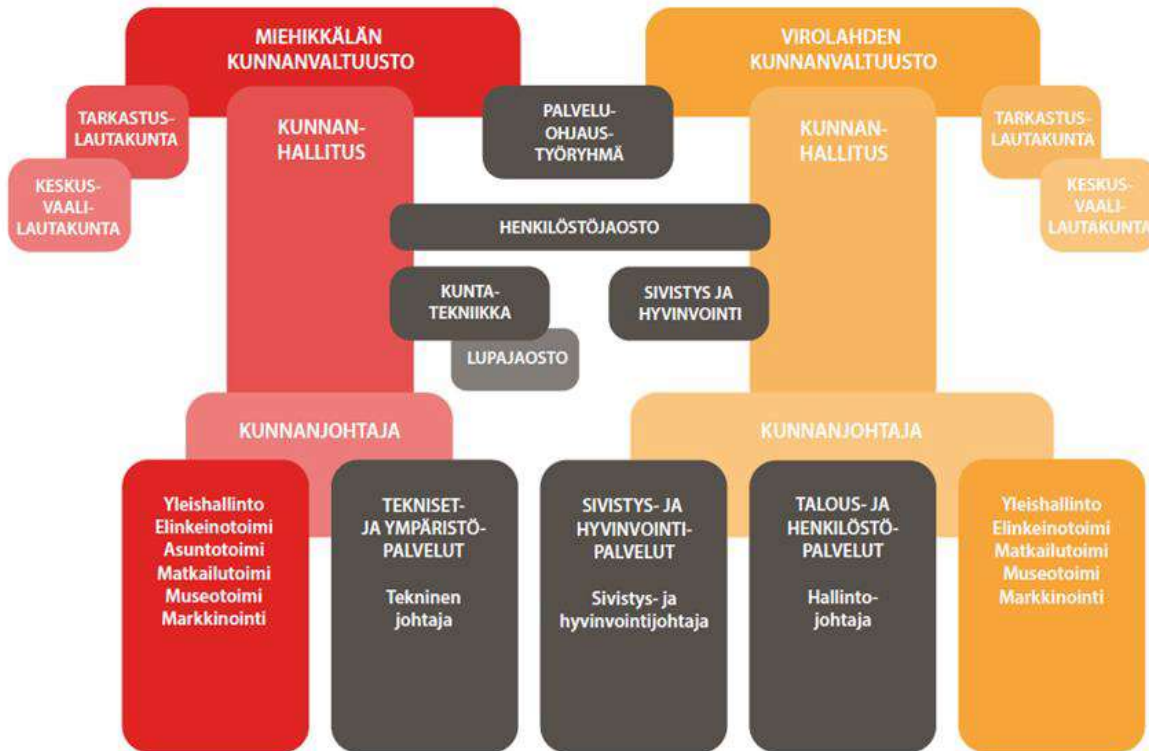 MIEHIKKÄLÄN
KUNNANVALTUUSTO
VIROLAHDEN
KUNNANVALTUUSTO
TARKASTUS-
LAUTAKUNTA
KESKUS-
VAALI-
LAUTAKUNTA
KUNNAN-
HALLITUS
PALVELU-
OHJAUS-
TYÖRYHMÄ
KUNNAN-
HALLITUS
TARKASTUS-
LAUTAKUNTA
KESKUS-
VAALI-
LAUTAKUNTA
HENKILÖSTÖJAOSTO
KUNTA-
TEKNIIKKA
SIVISTYS JA
HYVINVOINTI
LUPAJAOSTO
KUNNANJOHTAJA
KUNNANJOHTAJA
Yleishallinto
Elinkeinotoimi
Asuntotoimi
Matkailutoimi
Museotoimi
Markkinointi
TEKNISET-
JA YMPÄRISTÖ-
PALVELUT
Tekninen
johtaja
SIVISTYS- JA
HYVINVOINTI-
PALVELUT
Sivistys- ja
hyvinvointijohtaja
TALOUS- JA
HENKILÖSTÖ-
PALVELUT
Hallinto-
johtaja
Yleishallinto
Elinkeinotoimi
Matkailutoimi
Museotoimi
Markkinointi